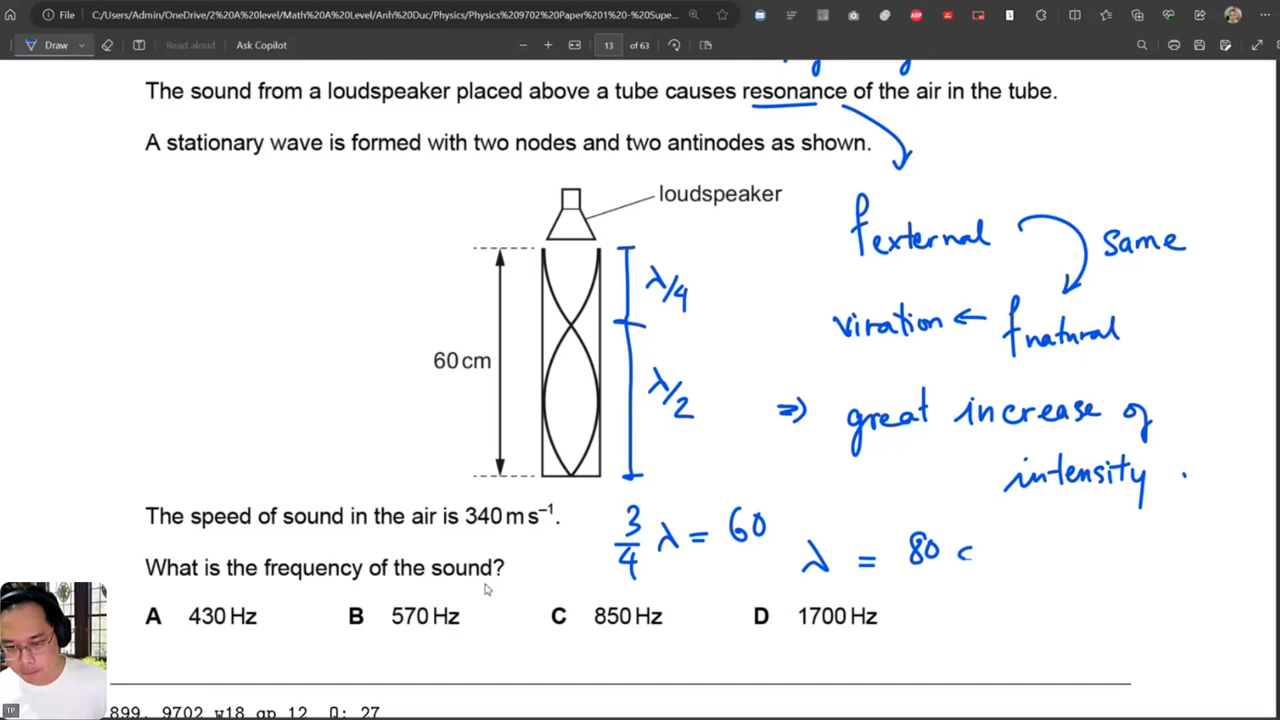 File
C:/Users/Admin/OneDrive/2%20A%20level/Math%20A%20Level/Anh%20Duc/Physics/Physics%209702%20Paper%201%20-%20Supe...
ABP
Draw
Read aloud
Ask Copilot
13 of 63
The sound from a loudspeaker placed above a tube causes resonance of the air in the tube.
A stationary wave is formed with two nodes and two antinodes as shown.
loudspeaker
f external
same
λ/4
viration ← f natural
60 cm
λ/2
⇒ great increase of
intensity.
The speed of sound in the air is 340 m s⁻¹.
3/4 λ = 60
λ = 80 c
What is the frequency of the sound?
A 430 Hz B 570 Hz C 850 Hz D 1700 Hz
TP
899. 9702_w18_qp_12 Q: 27